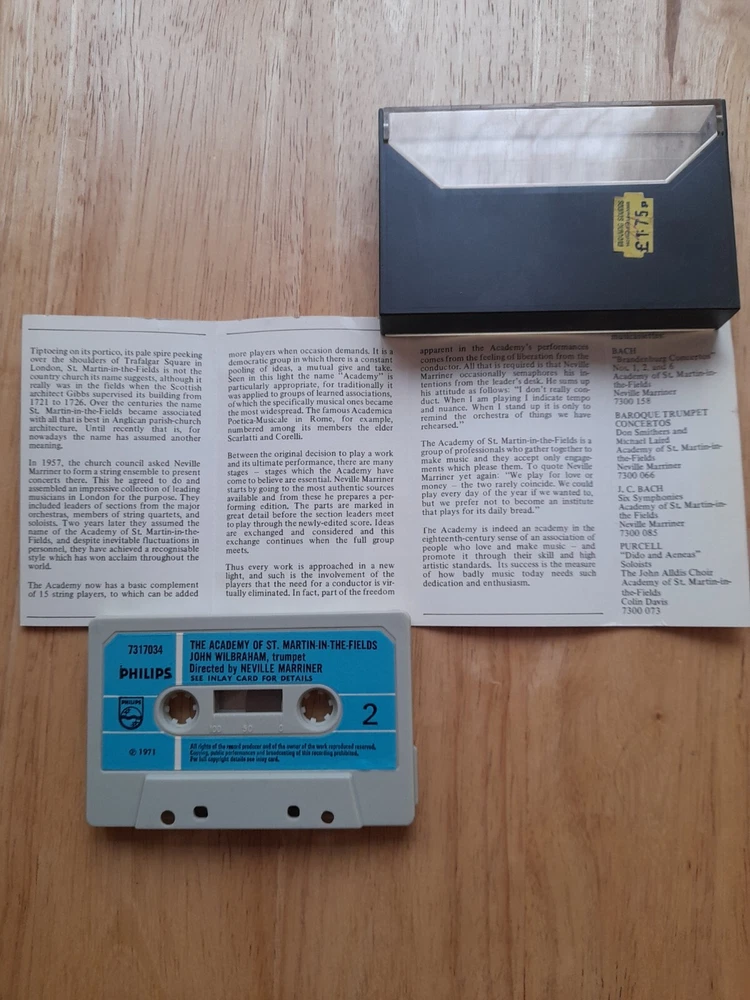 £1·75p
Tiptoeing on its portico, its pale spire peeking
over the shoulders of Trafalgar Square in
London, St. Martin-in-the-Fields is not the
country church its name suggests, although it
really was in the fields when the Scottish
architect Gibbs supervised its building from
1721 to 1726. Over the centuries the name
St. Martin-in-the-Fields became associated
with all that is best in Anglican parish-church
architecture. Until recently that is, for
nowadays the name has assumed another
meaning.
In 1957, the church council asked Neville
Marriner to form a string ensemble to present
concerts there. This he agreed to do and
assembled an impressive collection of leading
musicians in London for the purpose. They
included leaders of sections from the major
orchestras, members of string quartets, and
soloists. Two years later they assumed the
name of the Academy of St. Martin-in-the-
Fields, and despite inevitable fluctuations in
personnel, they have achieved a recognisable
style which has won acclaim throughout the
world.
The Academy now has a basic complement
of 15 string players, to which can be added
more players when occasion demands. It is a
democratic group in which there is a constant
pooling of ideas, a mutual give and take.
Seen in this light the name "Academy" is
particularly appropriate, for traditionally it
was applied to groups of learned associations,
of which the specifically musical ones became
the most widespread. The famous Academica
Poetica-Musicale in Rome, for example,
numbered among its members the elder
Scarlatti and Corelli.
Between the original decision to play a work
and its ultimate performance, there are many
stages – stages which the Academy have
come to believe are essential. Neville Marriner
starts by going to the most authentic sources
available and from these he prepares a per-
forming edition. The parts are marked in
great detail before the section leaders meet
to play through the newly-edited score. Ideas
are exchanged and considered and this
exchange continues when the full group
meets.
Thus every work is approached in a new
light, and such is the involvement of the
players that the need for a conductor is vir-
tually eliminated. In fact, part of the freedom
apparent in the Academy's performances
comes from the feeling of liberation from the
conductor. All that is required is that Neville
Marriner occasionally semaphores his in-
tentions from the leader's desk. He sums up
his attitude as follows: "I don't really con-
duct. When I am playing I indicate tempo
and nuance. When I stand up it is only to
remind the orchestra of things we have
rehearsed."
The Academy of St. Martin-in-the-Fields is a
group of professionals who gather together to
make music and they accept only engage-
ments which please them. To quote Neville
Marriner yet again: "We play for love or
money – the two rarely coincide. We could
play every day of the year if we wanted to,
but we prefer not to become an institute
that plays for its daily bread."
The Academy is indeed an academy in the
eighteenth-century sense of an association of
people who love and make music – and
promote it through their skill and high
artistic standards. Its success is the measure
of how badly music today needs such
dedication and enthusiasm.
BACH
"Brandenburg Concertos"
Nos. 1, 2, and 6
Academy of St. Martin-in-
the-Fields
Neville Marriner
7300 158
BAROQUE TRUMPET
CONCERTOS
Don Smithers and
Michael Laird
Academy of St. Martin-in-
the-Fields
Neville Marriner
7300 066
J. C. BACH
Six Symphonies
Academy of St. Martin-in-
the-Fields
Neville Marriner
7300 085
PURCELL
"Dido and Aeneas"
Soloists
The John Alldis Choir
Academy of St. Martin-in-
the-Fields
Colin Davis
7300 073
7317034
PHILIPS
THE ACADEMY OF ST. MARTIN-IN-THE-FIELDS
JOHN WILBRAHAM, trumpet
Directed by NEVILLE MARRINER
SEE INLAY CARD FOR DETAILS
PHILIPS
2
℗ 1971
All rights of the record producer and of the owner of the work reproduced reserved.
Copying, public performance and broadcasting of this recording prohibited.
For full copyright details see inlay card.